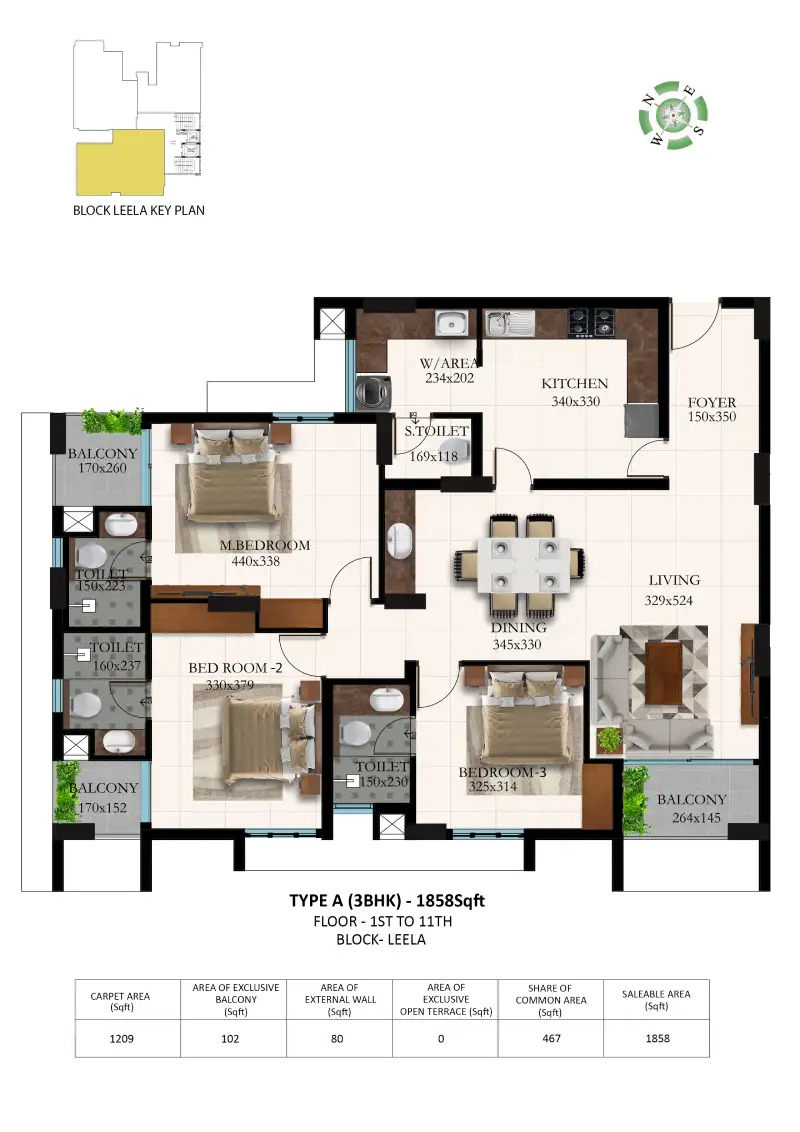 BLOCK LEELA KEY PLAN
N
E
W
S
W/AREA
234x202
KITCHEN
340x330
FOYER
150x350
S.TOILET
169x118
BALCONY
170x260
M.BEDROOM
440x338
TOILET
150x223
LIVING
329x524
DINING
345x330
TOILET
160x237
BED ROOM -2
330x379
TOILET
150x230
BEDROOM-3
325x314
BALCONY
170x152
BALCONY
264x145
TYPE A (3BHK) - 1858Sqft
FLOOR - 1ST TO 11TH
BLOCK- LEELA
CARPET AREA
(Sqft)
AREA OF EXCLUSIVE
BALCONY
(Sqft)
AREA OF
EXTERNAL WALL
(Sqft)
AREA OF
EXCLUSIVE
OPEN TERRACE (Sqft)
SHARE OF
COMMON AREA
(Sqft)
SALEABLE AREA
(Sqft)
1209
102
80
0
467
1858